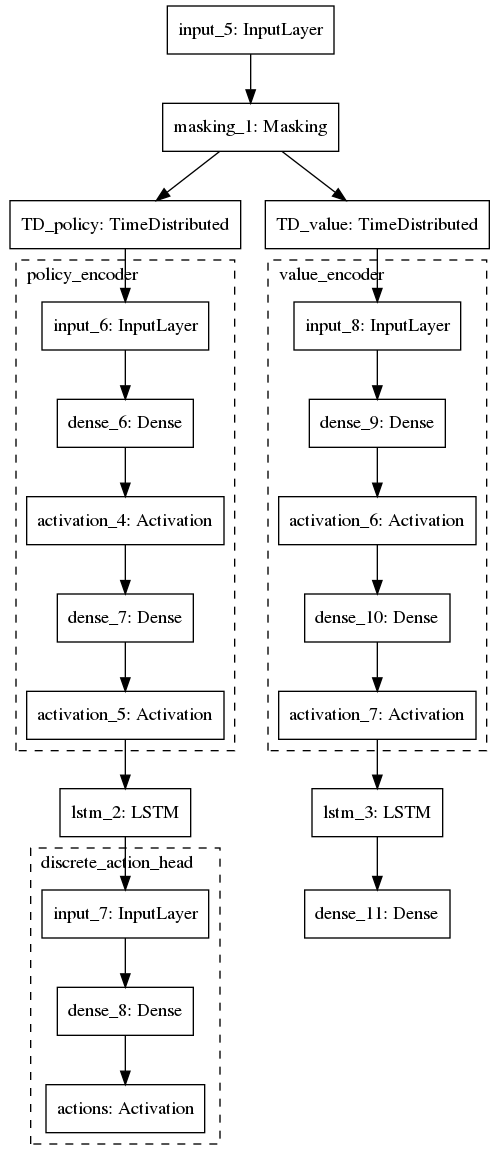 input_5: InputLayer
masking_1: Masking
TD_policy: TimeDistributed
TD_value: TimeDistributed
policy_encoder
value_encoder
input_6: InputLayer
input_8: InputLayer
dense_6: Dense
dense_9: Dense
activation_4: Activation
activation_6: Activation
dense_7: Dense
dense_10: Dense
activation_5: Activation
activation_7: Activation
lstm_2: LSTM
lstm_3: LSTM
discrete_action_head
input_7: InputLayer
dense_11: Dense
dense_8: Dense
actions: Activation